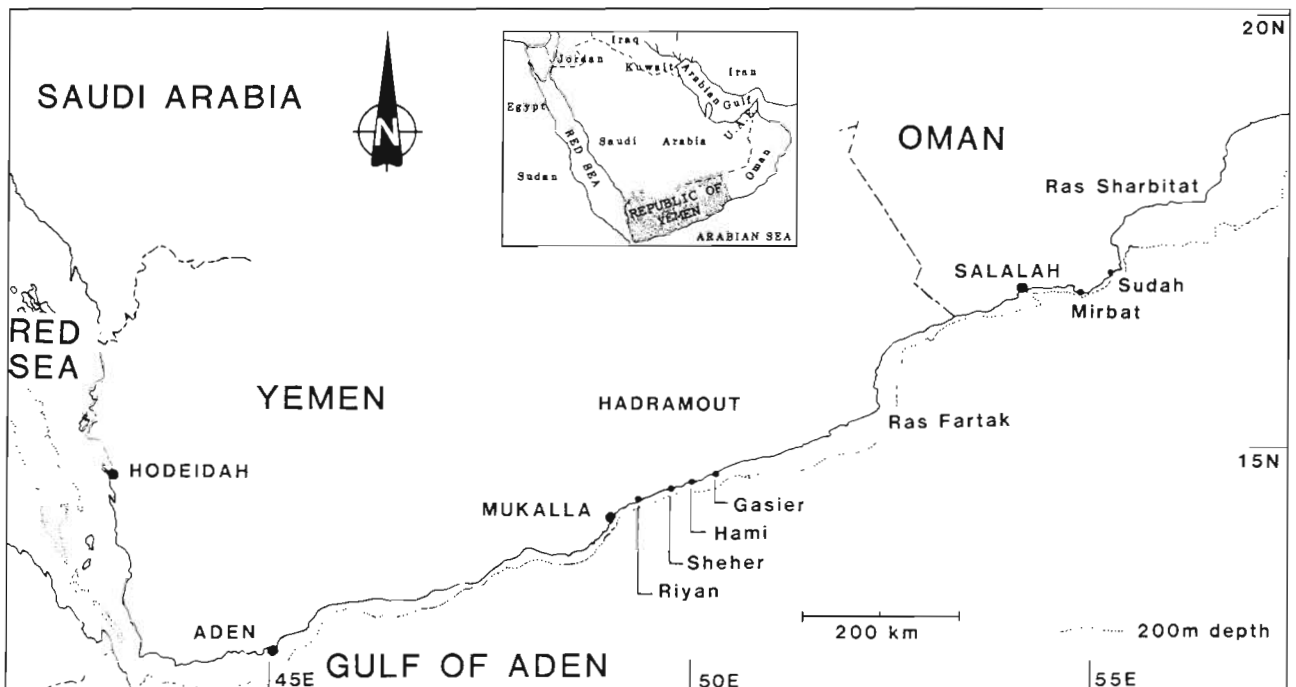 20N
SAUDI ARABIA
N
Iraq
Jordan
Kuwait
Iran
Arabian
Gulf
Egypt
U.A.E
RED SEA
Saudi Arabia
Oman
Sudan
REPUBLIC OF
YEMEN
ARABIAN SEA
OMAN
Ras Sharbitat
SALALAH
Sudah
Mirbat
RED
SEA
YEMEN
HADRAMOUT
Ras Fartak
15N
HODEIDAH
MUKALLA
Gasier
Hami
Sheher
Riyan
200 km
200m depth
ADEN
GULF OF ADEN
45E
50E
55E